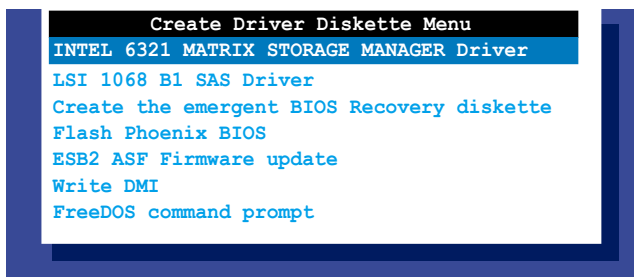 Create Driver Diskette Menu
INTEL 6321 MATRIX STORAGE MANAGER Driver
LSI 1068 B1 SAS Driver
Create the emergent BIOS Recovery diskette
Flash Phoenix BIOS
ESB2 ASF Firmware update
Write DMI
FreeDOS command prompt